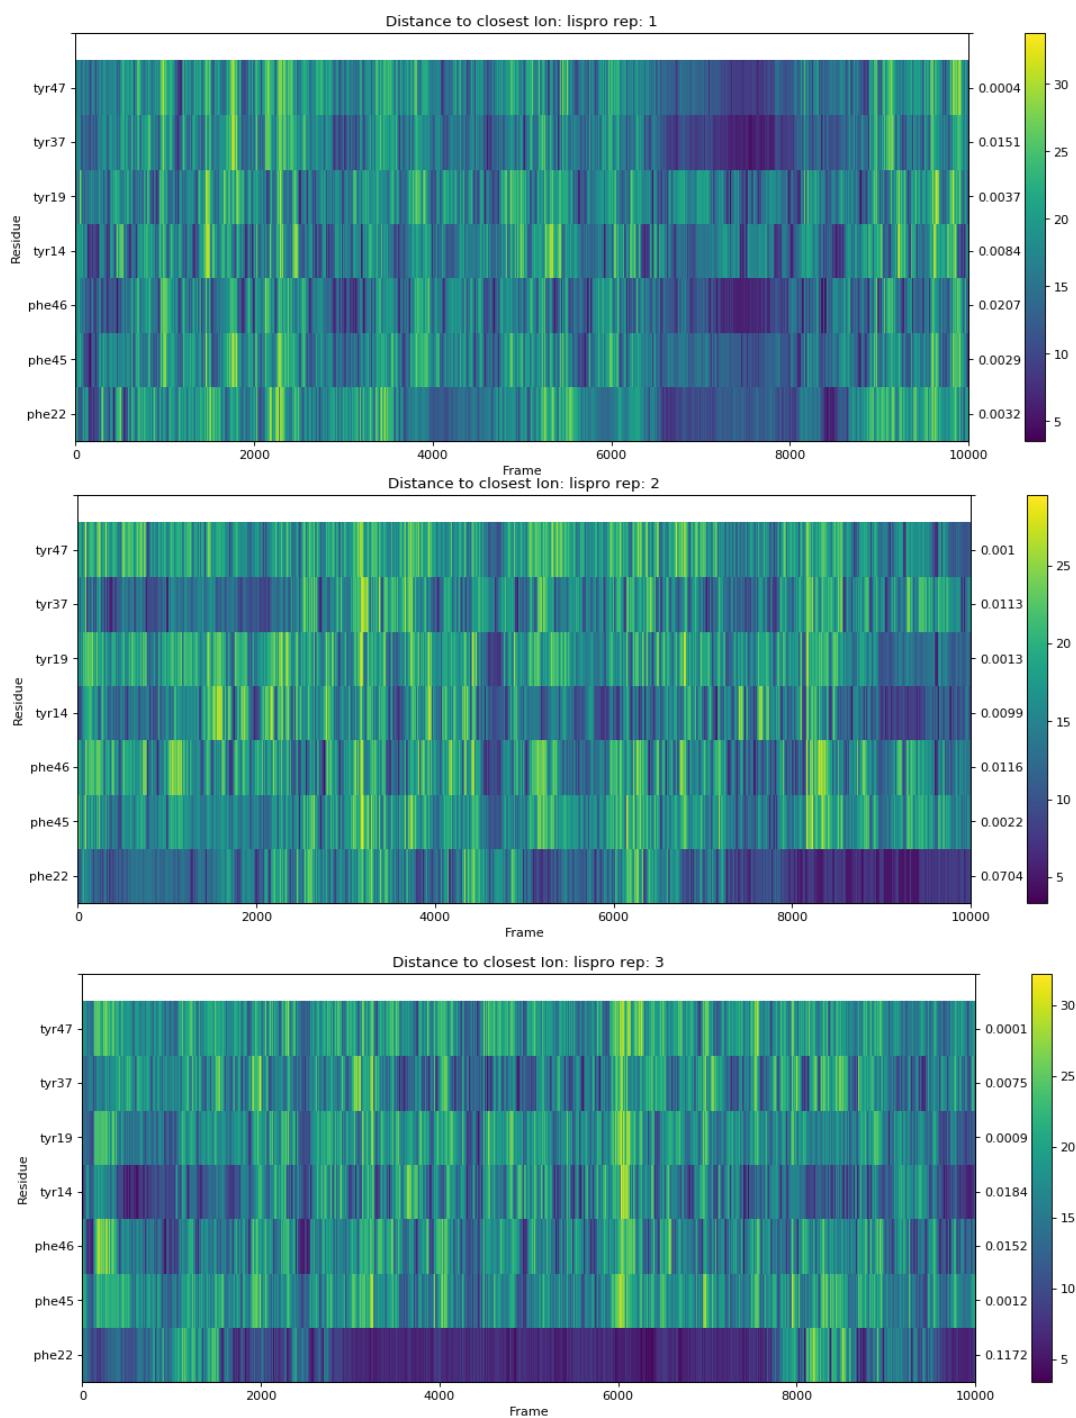 Distance to closest Ion: lispro rep: 1
tyr47 0.0004
tyr37 0.0151
tyr19 0.0037
tyr14 0.0084
phe46 0.0207
phe45 0.0029
phe22 0.0032
Residue
0 2000 4000 6000 8000 10000
Frame
30
25
20
15
10
5
Distance to closest Ion: lispro rep: 2
tyr47 0.001
tyr37 0.0113
tyr19 0.0013
tyr14 0.0099
phe46 0.0116
phe45 0.0022
phe22 0.0704
Residue
0 2000 4000 6000 8000 10000
Frame
25
20
15
10
5
Distance to closest Ion: lispro rep: 3
tyr47 0.0001
tyr37 0.0075
tyr19 0.0009
tyr14 0.0184
phe46 0.0152
phe45 0.0012
phe22 0.1172
Residue
0 2000 4000 6000 8000 10000
Frame
30
25
20
15
10
5